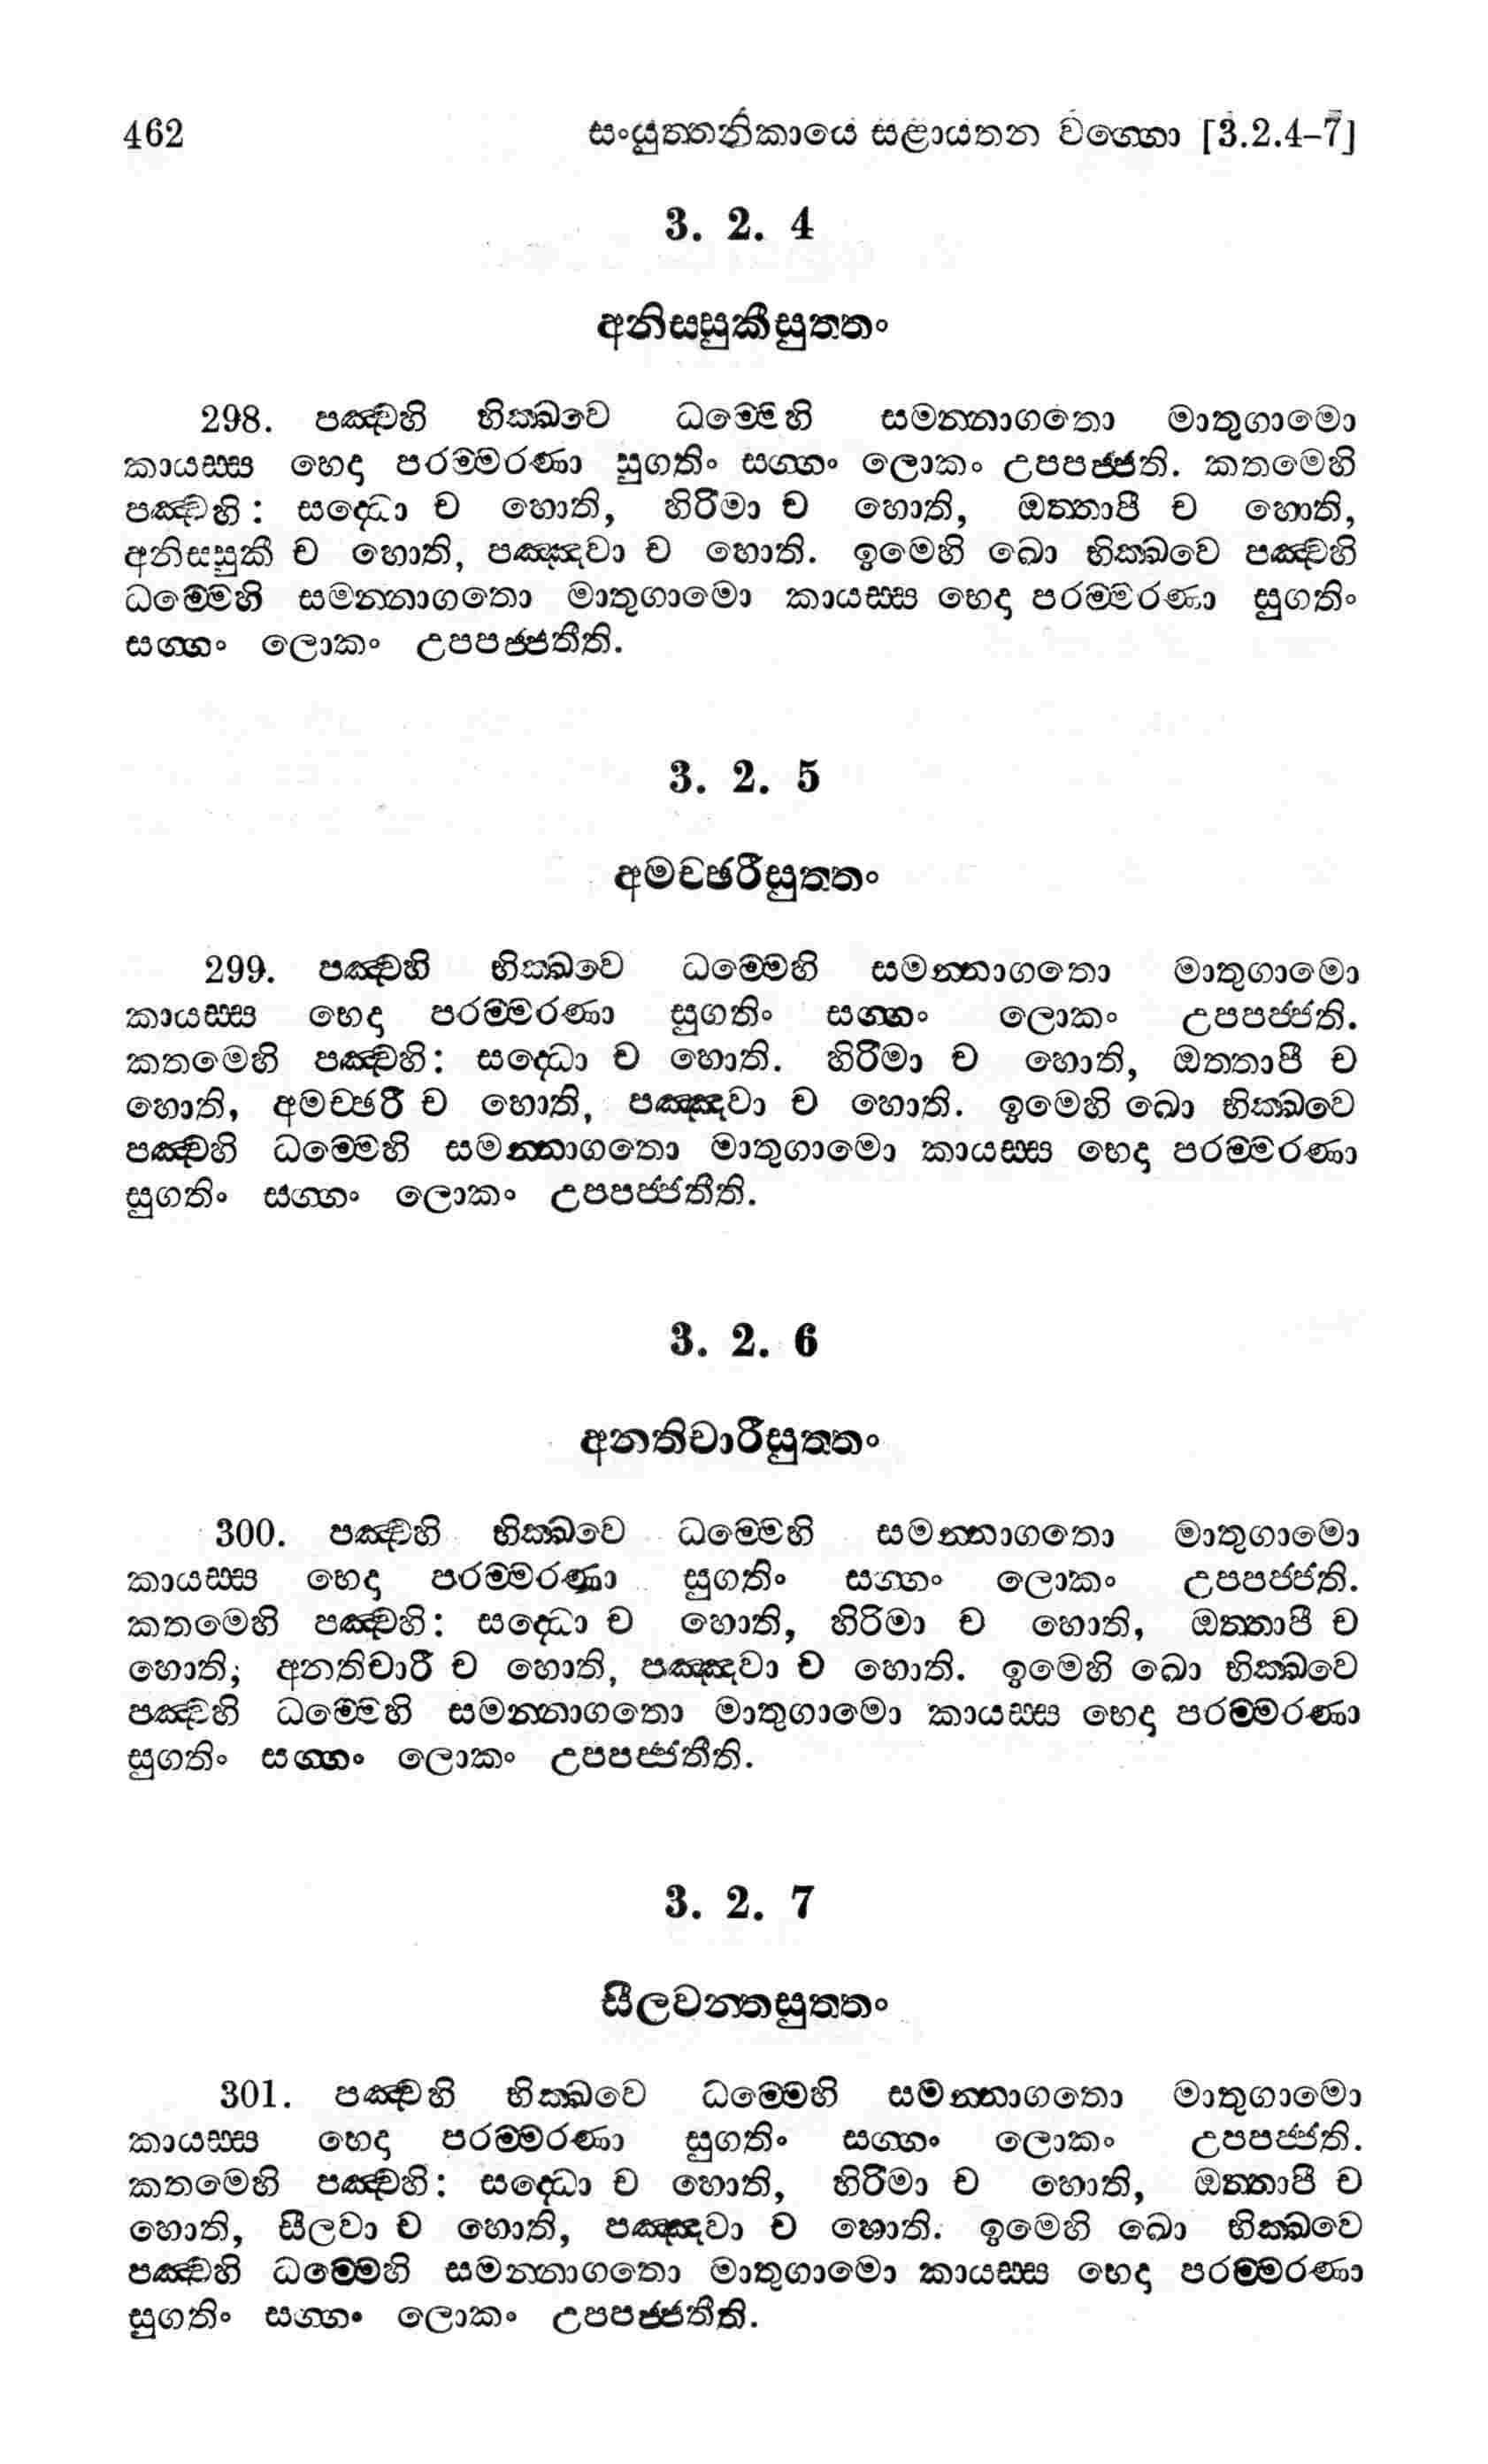 462 සංයුත්තනිකායෙ සළායතන වග්ගො [3.2.4–7]
3. 2. 4
අනිස්සුකීසුත්තං
298. පඤ්චහි භික්ඛවෙ ධම්මෙහි සමන්නාගතො මාතුගාමො
කායස්ස භෙදා පරම්මරණා සුගතිං සග්ගං ලොකං උපපජ්ජති. කතමෙහි
පඤ්චහි: සද්ධො ච හොති, හිරිමා ච හොති, ඔත්තාපී ච හොති,
අනිස්සුකී ච හොති, පඤ්ඤවා ච හොති. ඉමෙහි ඛො භික්ඛවෙ පඤ්චහි
ධම්මෙහි සමන්නාගතො මාතුගාමො කායස්ස භෙදා පරම්මරණා සුගතිං
සග්ගං ලොකං උපපජ්ජතීති.
3. 2. 5
අමච්ඡරීසුත්තං
299. පඤ්චහි භික්ඛවෙ ධම්මෙහි සමන්නාගතො මාතුගාමො
කායස්ස භෙදා පරම්මරණා සුගතිං සග්ගං ලොකං උපපජ්ජති.
කතමෙහි පඤ්චහි: සද්ධො ච හොති. හිරිමා ච හොති, ඔත්තාපී ච
හොති, අමච්ඡරී ච හොති, පඤ්ඤවා ච හොති. ඉමෙහි ඛො භික්ඛවෙ
පඤ්චහි ධම්මෙහි සමන්නාගතො මාතුගාමො කායස්ස භෙදා පරම්මරණා
සුගතිං සග්ගං ලොකං උපපජ්ජතීති.
3. 2. 6
අනතිචාරීසුත්තං
300. පඤ්චහි භික්ඛවෙ ධම්මෙහි සමන්නාගතො මාතුගාමො
කායස්ස භෙදා පරම්මරණා සුගතිං සග්ගං ලොකං උපපජ්ජති.
කතමෙහි පඤ්චහි: සද්ධො ච හොති, හිරිමා ච හොති, ඔත්තාපී ච
හොති, අනතිචාරී ච හොති, පඤ්ඤවා ච හොති. ඉමෙහි ඛො භික්ඛවෙ
පඤ්චහි ධම්මෙහි සමන්නාගතො මාතුගාමො කායස්ස භෙදා පරම්මරණා
සුගතිං සග්ගං ලොකං උපපජ්ජතීති.
3. 2. 7
සීලවන්තසුත්තං
301. පඤ්චහි භික්ඛවෙ ධම්මෙහි සමන්නාගතො මාතුගාමො
කායස්ස භෙදා පරම්මරණා සුගතිං සග්ගං ලොකං උපපජ්ජති.
කතමෙහි පඤ්චහි: සද්ධො ච හොති, හිරිමා ච හොති, ඔත්තාපී ච
හොති, සීලවා ච හොති, පඤ්ඤවා ච හොති. ඉමෙහි ඛො භික්ඛවෙ
පඤ්චහි ධම්මෙහි සමන්නාගතො මාතුගාමො කායස්ස භෙදා පරම්මරණා
සුගතිං සග්ගං ලොකං උපපජ්ජතීති.